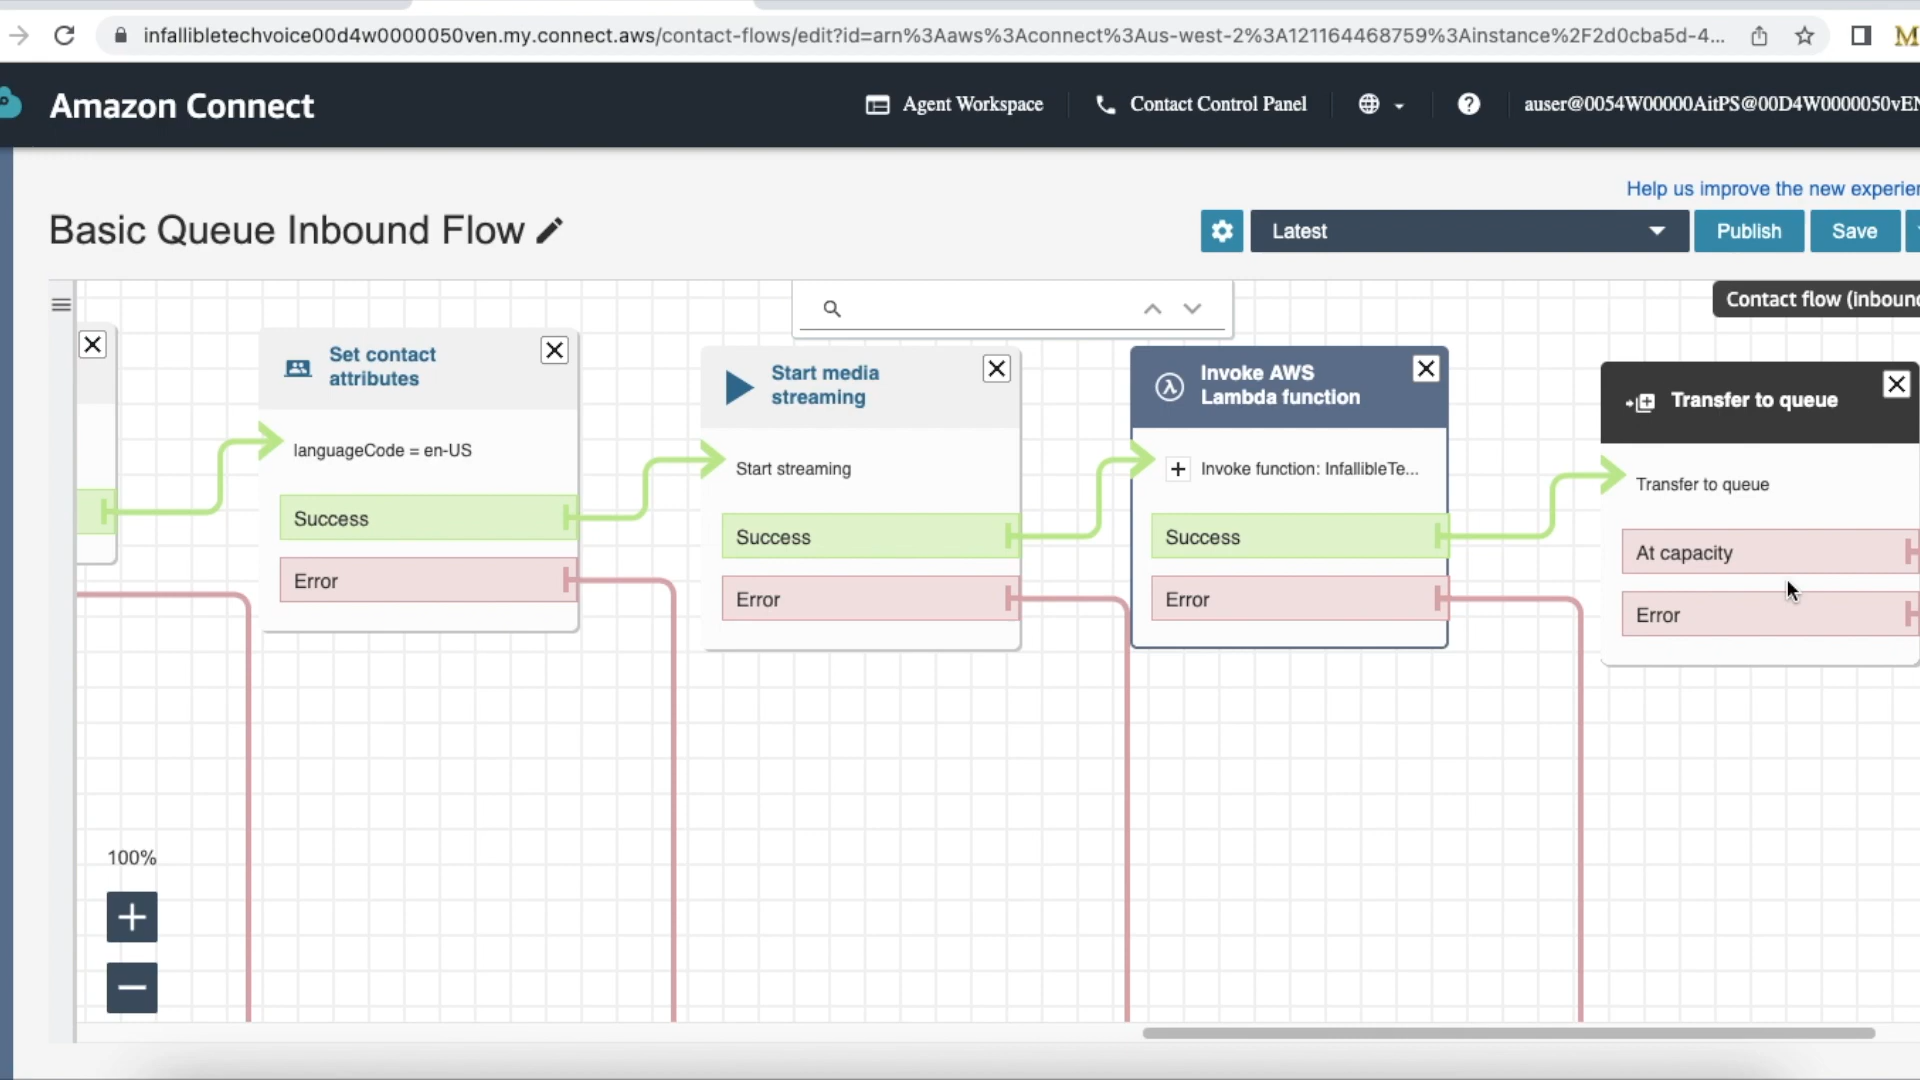 infallibletechvoice00d4w0000050ven.my.connect.aws/contact-flows/edit?id=arn%3Aaws%3Aconnect%3Aus-west-2%3A121164468759%3Ainstance%2F2d0cba5d-4...
Amazon Connect
Agent Workspace
Contact Control Panel
auser@0054W00000AitPS@00D4W0000050vEN
Help us improve the new experien
Basic Queue Inbound Flow
Latest
Publish
Save
Contact flow (inbound
Set contact
attributes
languageCode = en-US
Success
Error
Start media
streaming
Start streaming
Success
Error
Invoke AWS
Lambda function
Invoke function: InfallibleTe...
Success
Error
Transfer to queue
Transfer to queue
At capacity
Error
100%